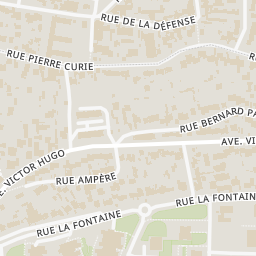 RUE DE LA DÉFENSE
RUE PIERRE CURIE
RUE BERNARD PA
AVE. VI
AVE. VICTOR HUGO
RUE AMPÈRE
RUE LA FONTAINE
RUE LA FONTAINE